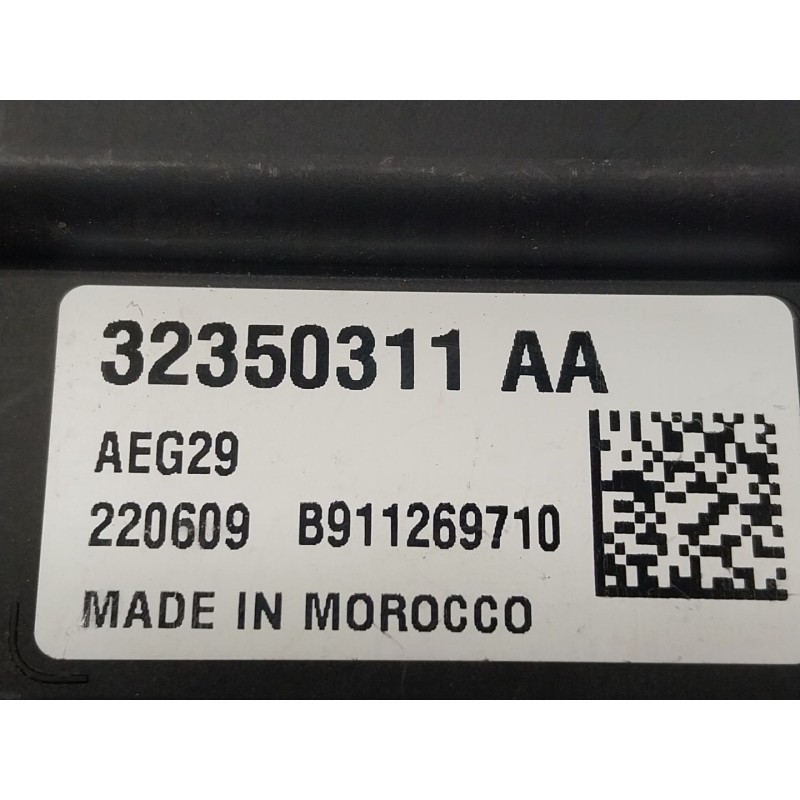 32350311 AA
AEG29
220609 B911269710
MADE IN MOROCCO